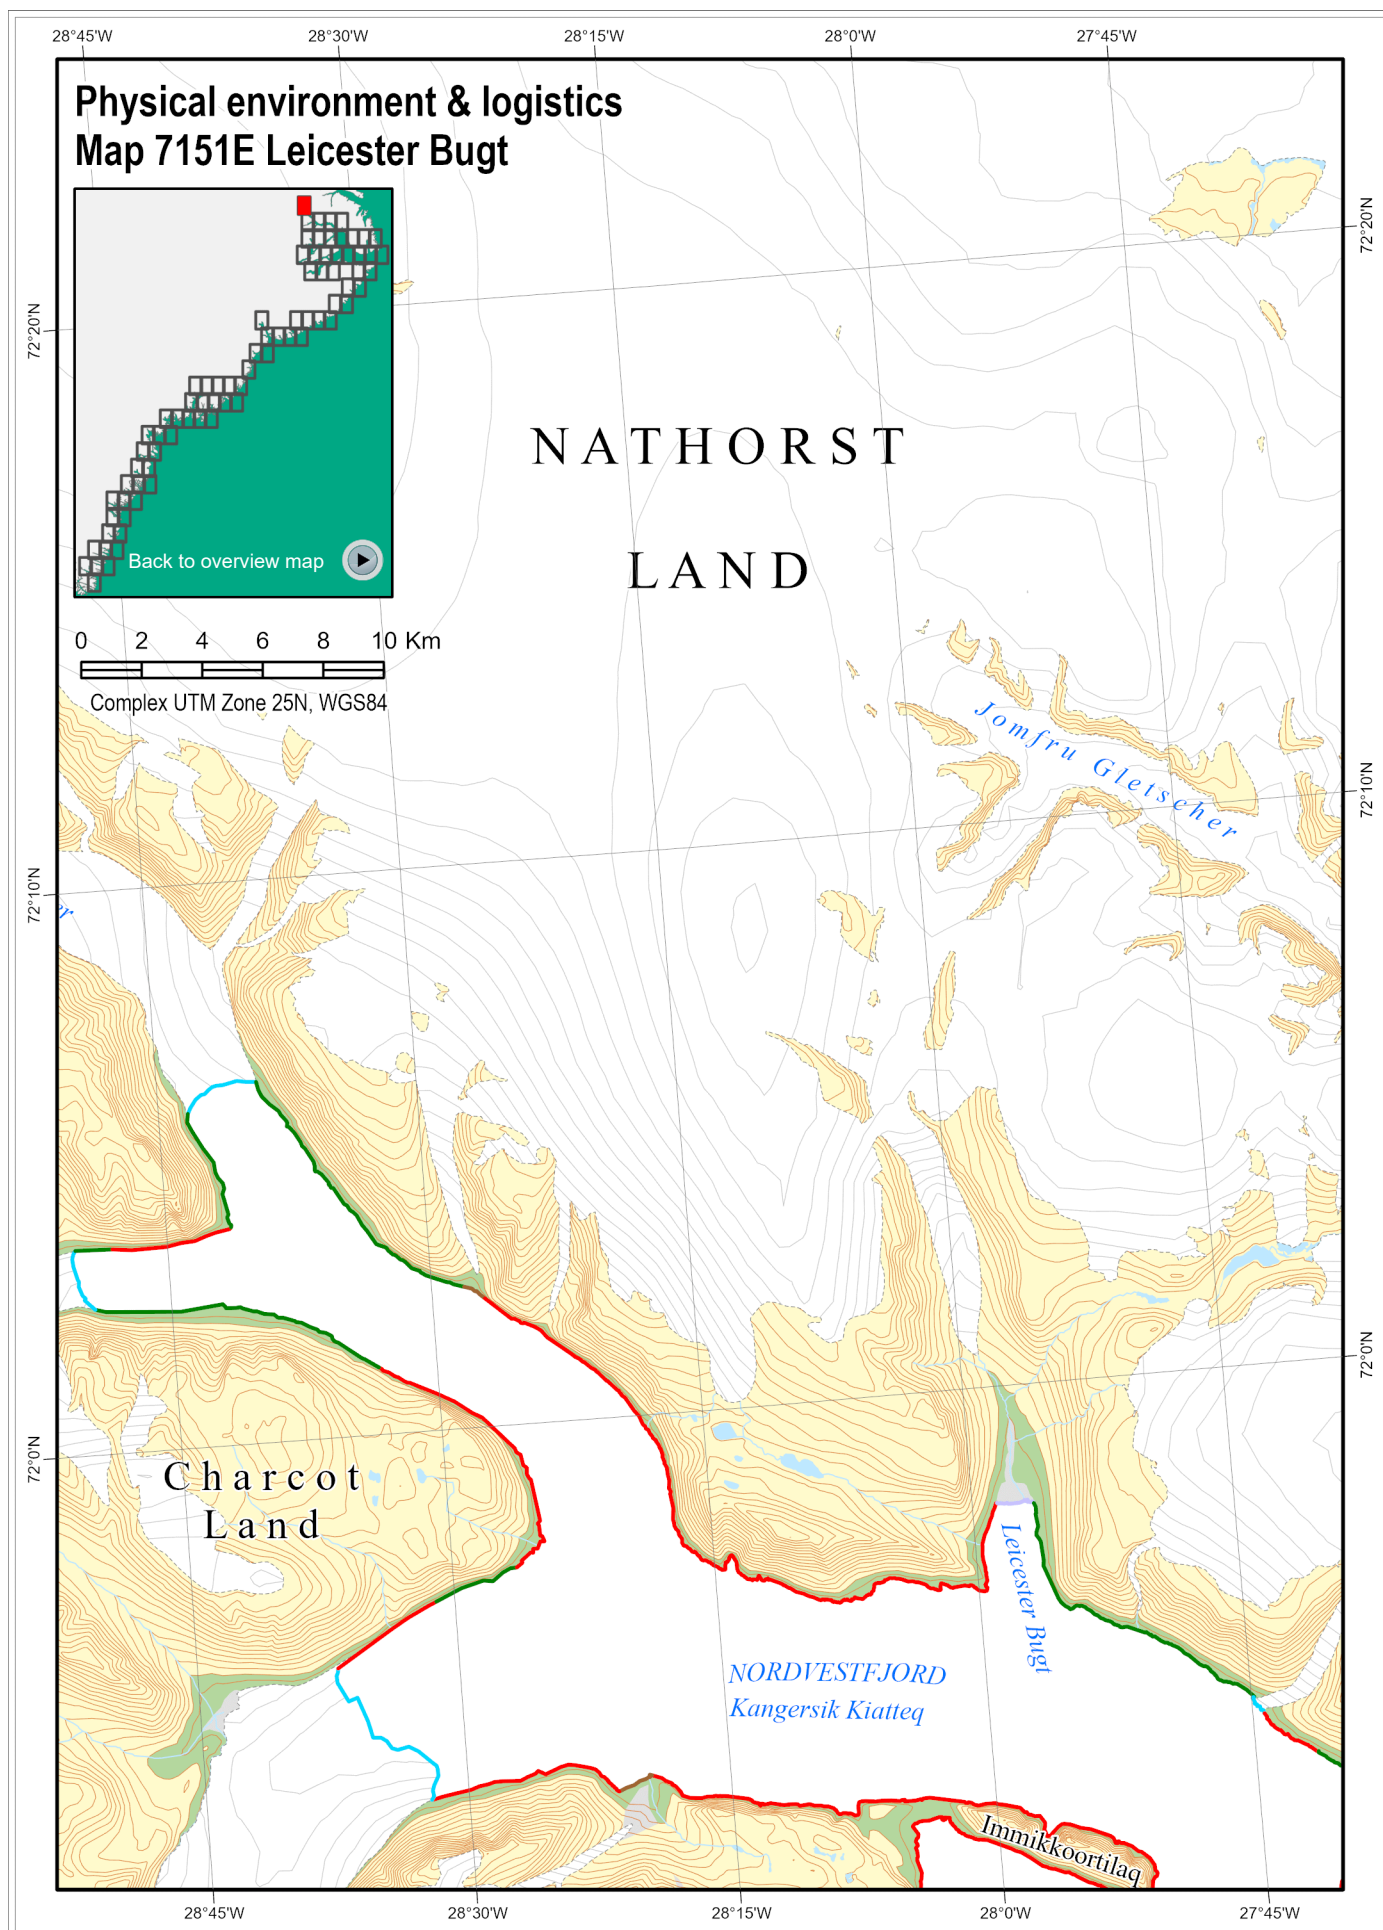 28°45'W 28°30'W 28°15'W 28°0'W 27°45'W
Physical environment & logistics
Map 7151E Leicester Bugt
72°20'N
72°20'N
Back to overview map
NATHORST
LAND
0 2 4 6 8 10 Km
Complex UTM Zone 25N, WGS84
Jomfru Gletscher
72°10'N
72°10'N
er
72°0'N
72°0'N
Charcot
Land
Leicester Bugt
NORDVESTFJORD
Kangersik Kiatteq
Immikkoortilaq
28°45'W 28°30'W 28°15'W 28°0'W 27°45'W